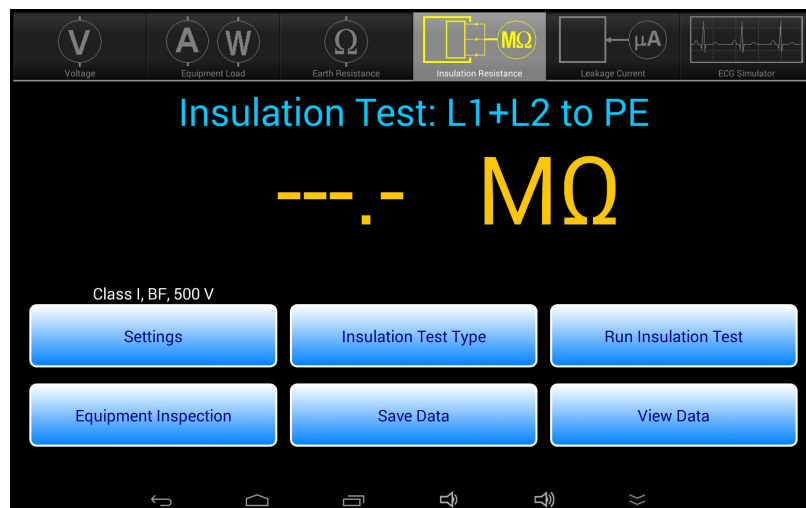 V A W Ω MΩ µA
Voltage Equipment Load Earth Resistance Insulation Resistance Leakage Current ECG Simulator
Insulation Test: L1+L2 to PE
---.- MΩ
Class I, BF, 500 V
Settings Insulation Test Type Run Insulation Test
Equipment Inspection Save Data View Data